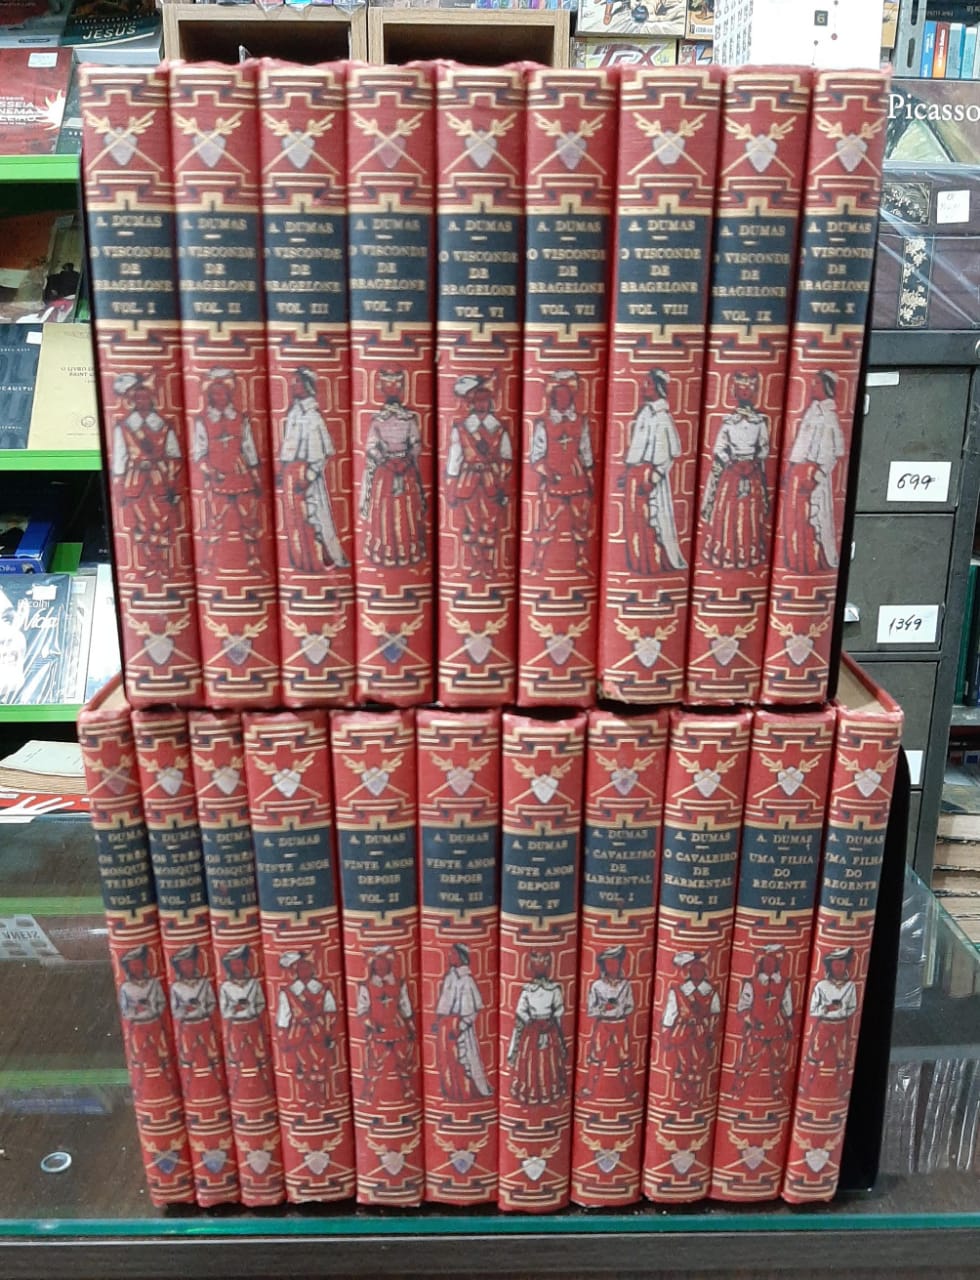 JESUS
6
Picasso
A. DUMAS
O VISCONDE
DE
BRAGELONE
VOL. I
A. DUMAS
O VISCONDE
DE
BRAGELONE
VOL. II
A. DUMAS
O VISCONDE
DE
BRAGELONE
VOL. III
A. DUMAS
O VISCONDE
DE
BRAGELONE
VOL. IV
A. DUMAS
O VISCONDE
DE
BRAGELONE
VOL. VI
A. DUMAS
O VISCONDE
DE
BRAGELONE
VOL. VII
A. DUMAS
O VISCONDE
DE
BRAGELONE
VOL. VIII
A. DUMAS
O VISCONDE
DE
BRAGELONE
VOL. IX
A. DUMAS
O VISCONDE
DE
BRAGELONE
VOL. X
699
1349
A. DUMAS
OS TRÊS
MOSQUE
TEIROS
VOL. I
A. DUMAS
OS TRÊS
MOSQUE
TEIROS
VOL. II
A. DUMAS
OS TRÊS
MOSQUE
TEIROS
VOL. III
A. DUMAS
VINTE ANOS
DEPOIS
VOL. I
A. DUMAS
VINTE ANOS
DEPOIS
VOL. II
A. DUMAS
VINTE ANOS
DEPOIS
VOL. III
A. DUMAS
VINTE ANOS
DEPOIS
VOL. IV
A. DUMAS
O CAVALEIRO
DE
HARMENTAL
VOL. I
A. DUMAS
O CAVALEIRO
DE
HARMENTAL
VOL. II
A. DUMAS
UMA FILHA
DO
REGENTE
VOL. I
A. DUMAS
UMA FILHA
DO
REGENTE
VOL. II